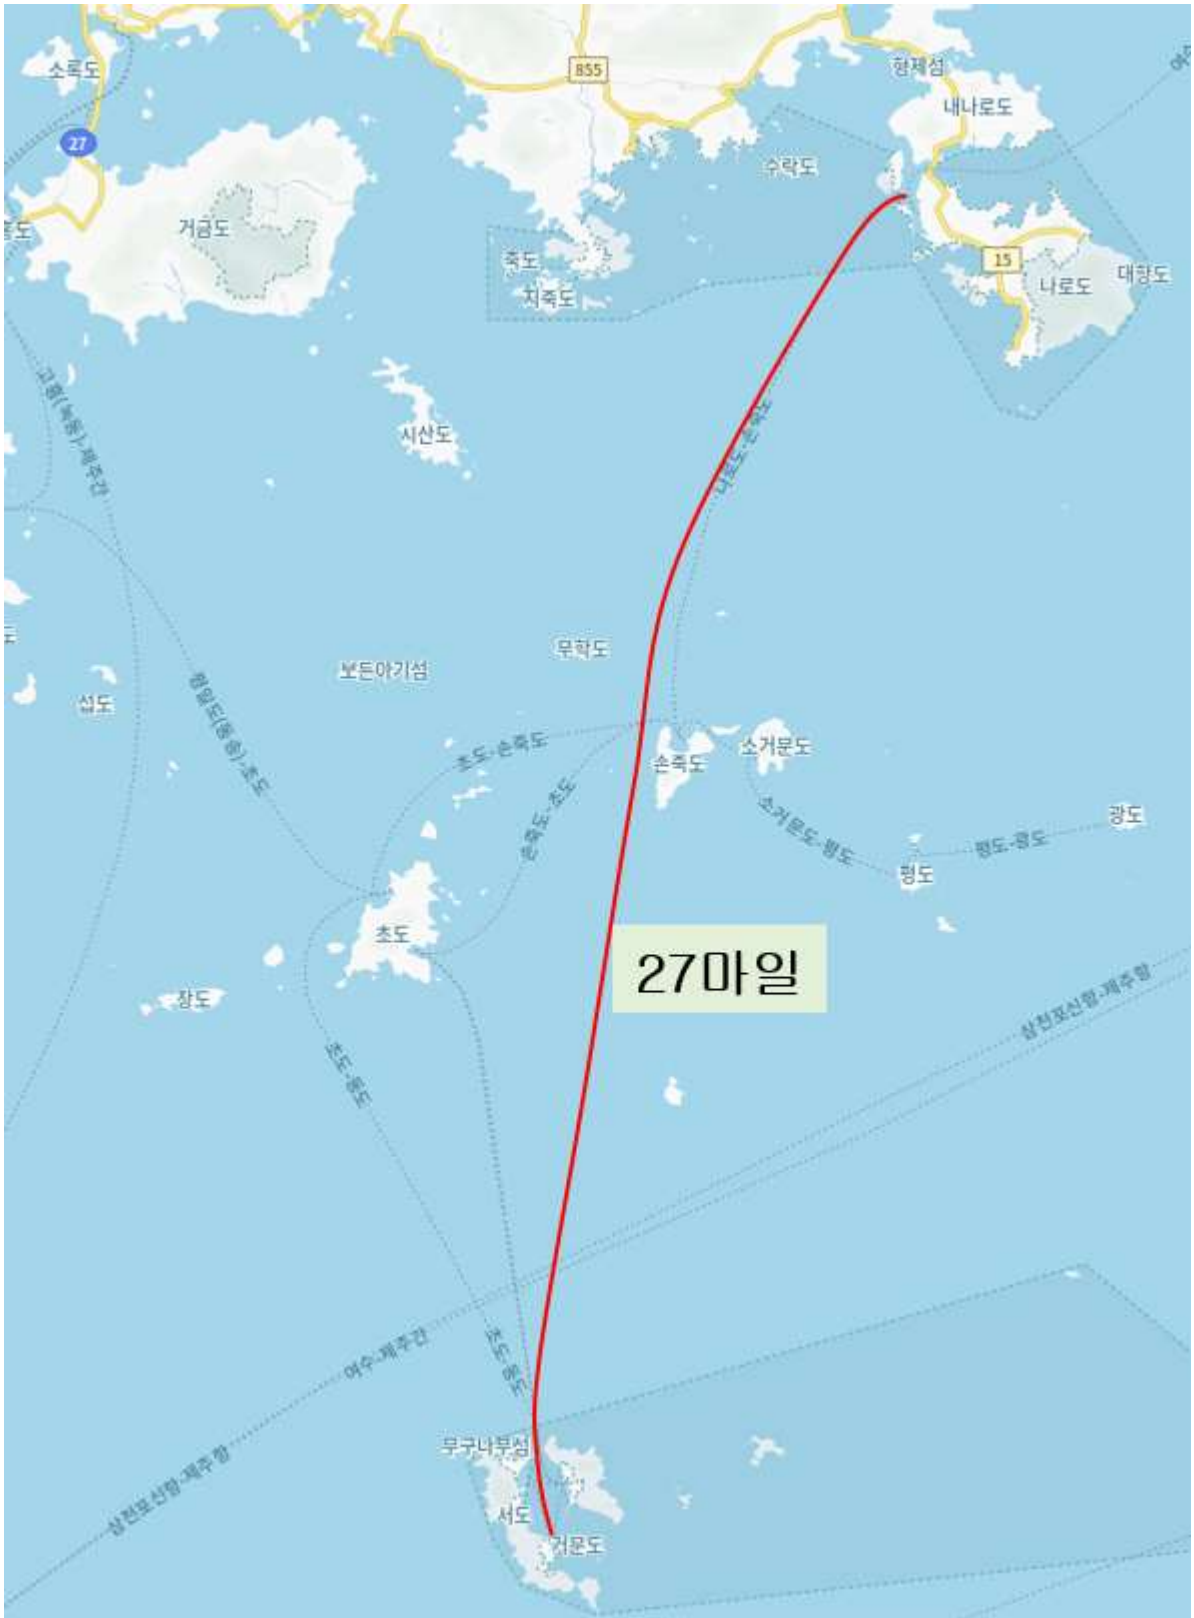 소록도
855
형제섬
내나로도
27
수락도
거금도
죽도
15
대항도
나로도
지죽도
고흥(녹동)-제주간
시산도
나로도-손죽도
무학도
보든아기섬
섭도
초도-손죽도
소거문도
손죽도
손죽도-초도
소거문도-평도
광도
평도-광도
평도
초도
27마일
장도
삼천포신항-제주항
초도-동도
초도-동도
여수-제주간
무구나무섬
삼천포신항-제주항
서도
거문도